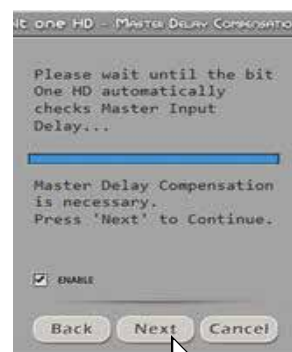 it one HD - Master Delay Compensatio
Please wait until the bit
One HD automatically
checks Master Input
Delay...
Master Delay Compensation
is necessary.
Press 'Next' to Continue.
ENABLE
Back Next Cancel